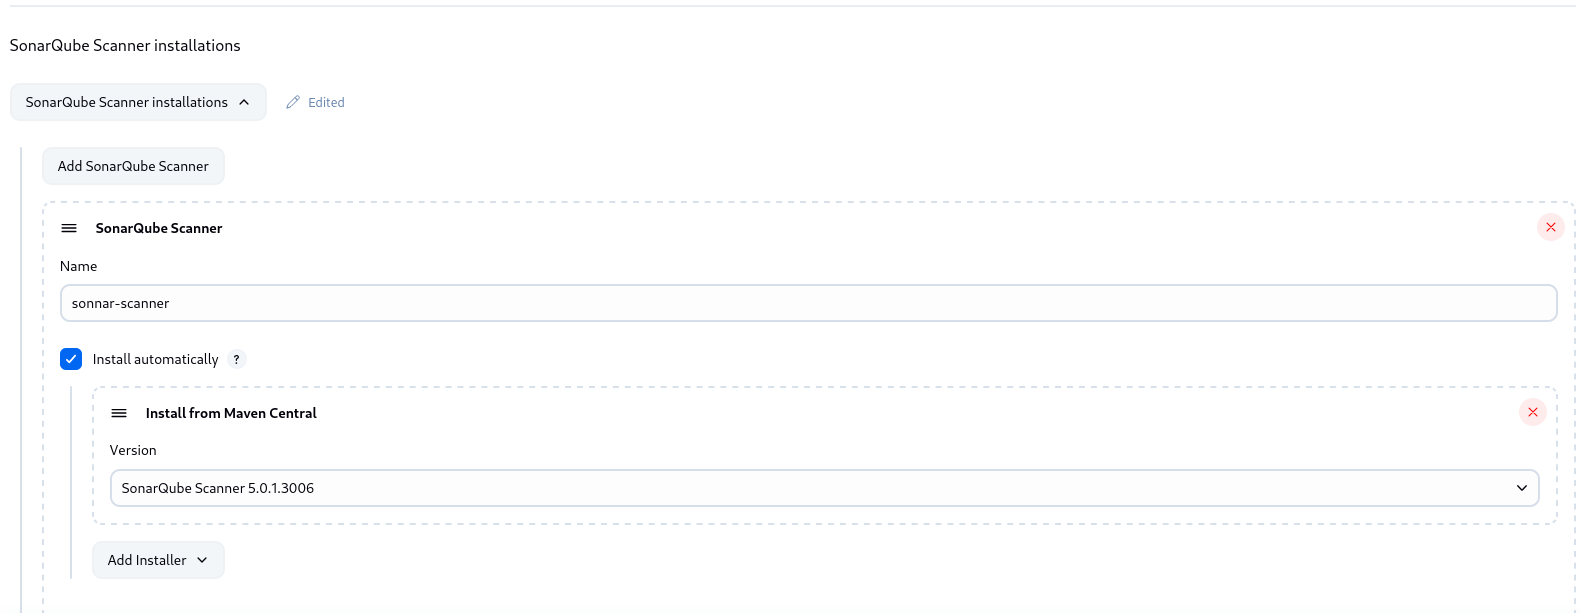 SonarQube Scanner installations
SonarQube Scanner installations
Edited
Add SonarQube Scanner
SonarQube Scanner
Name
sonnar-scanner
Install automatically ?
Install from Maven Central
Version
SonarQube Scanner 5.0.1.3006
Add Installer